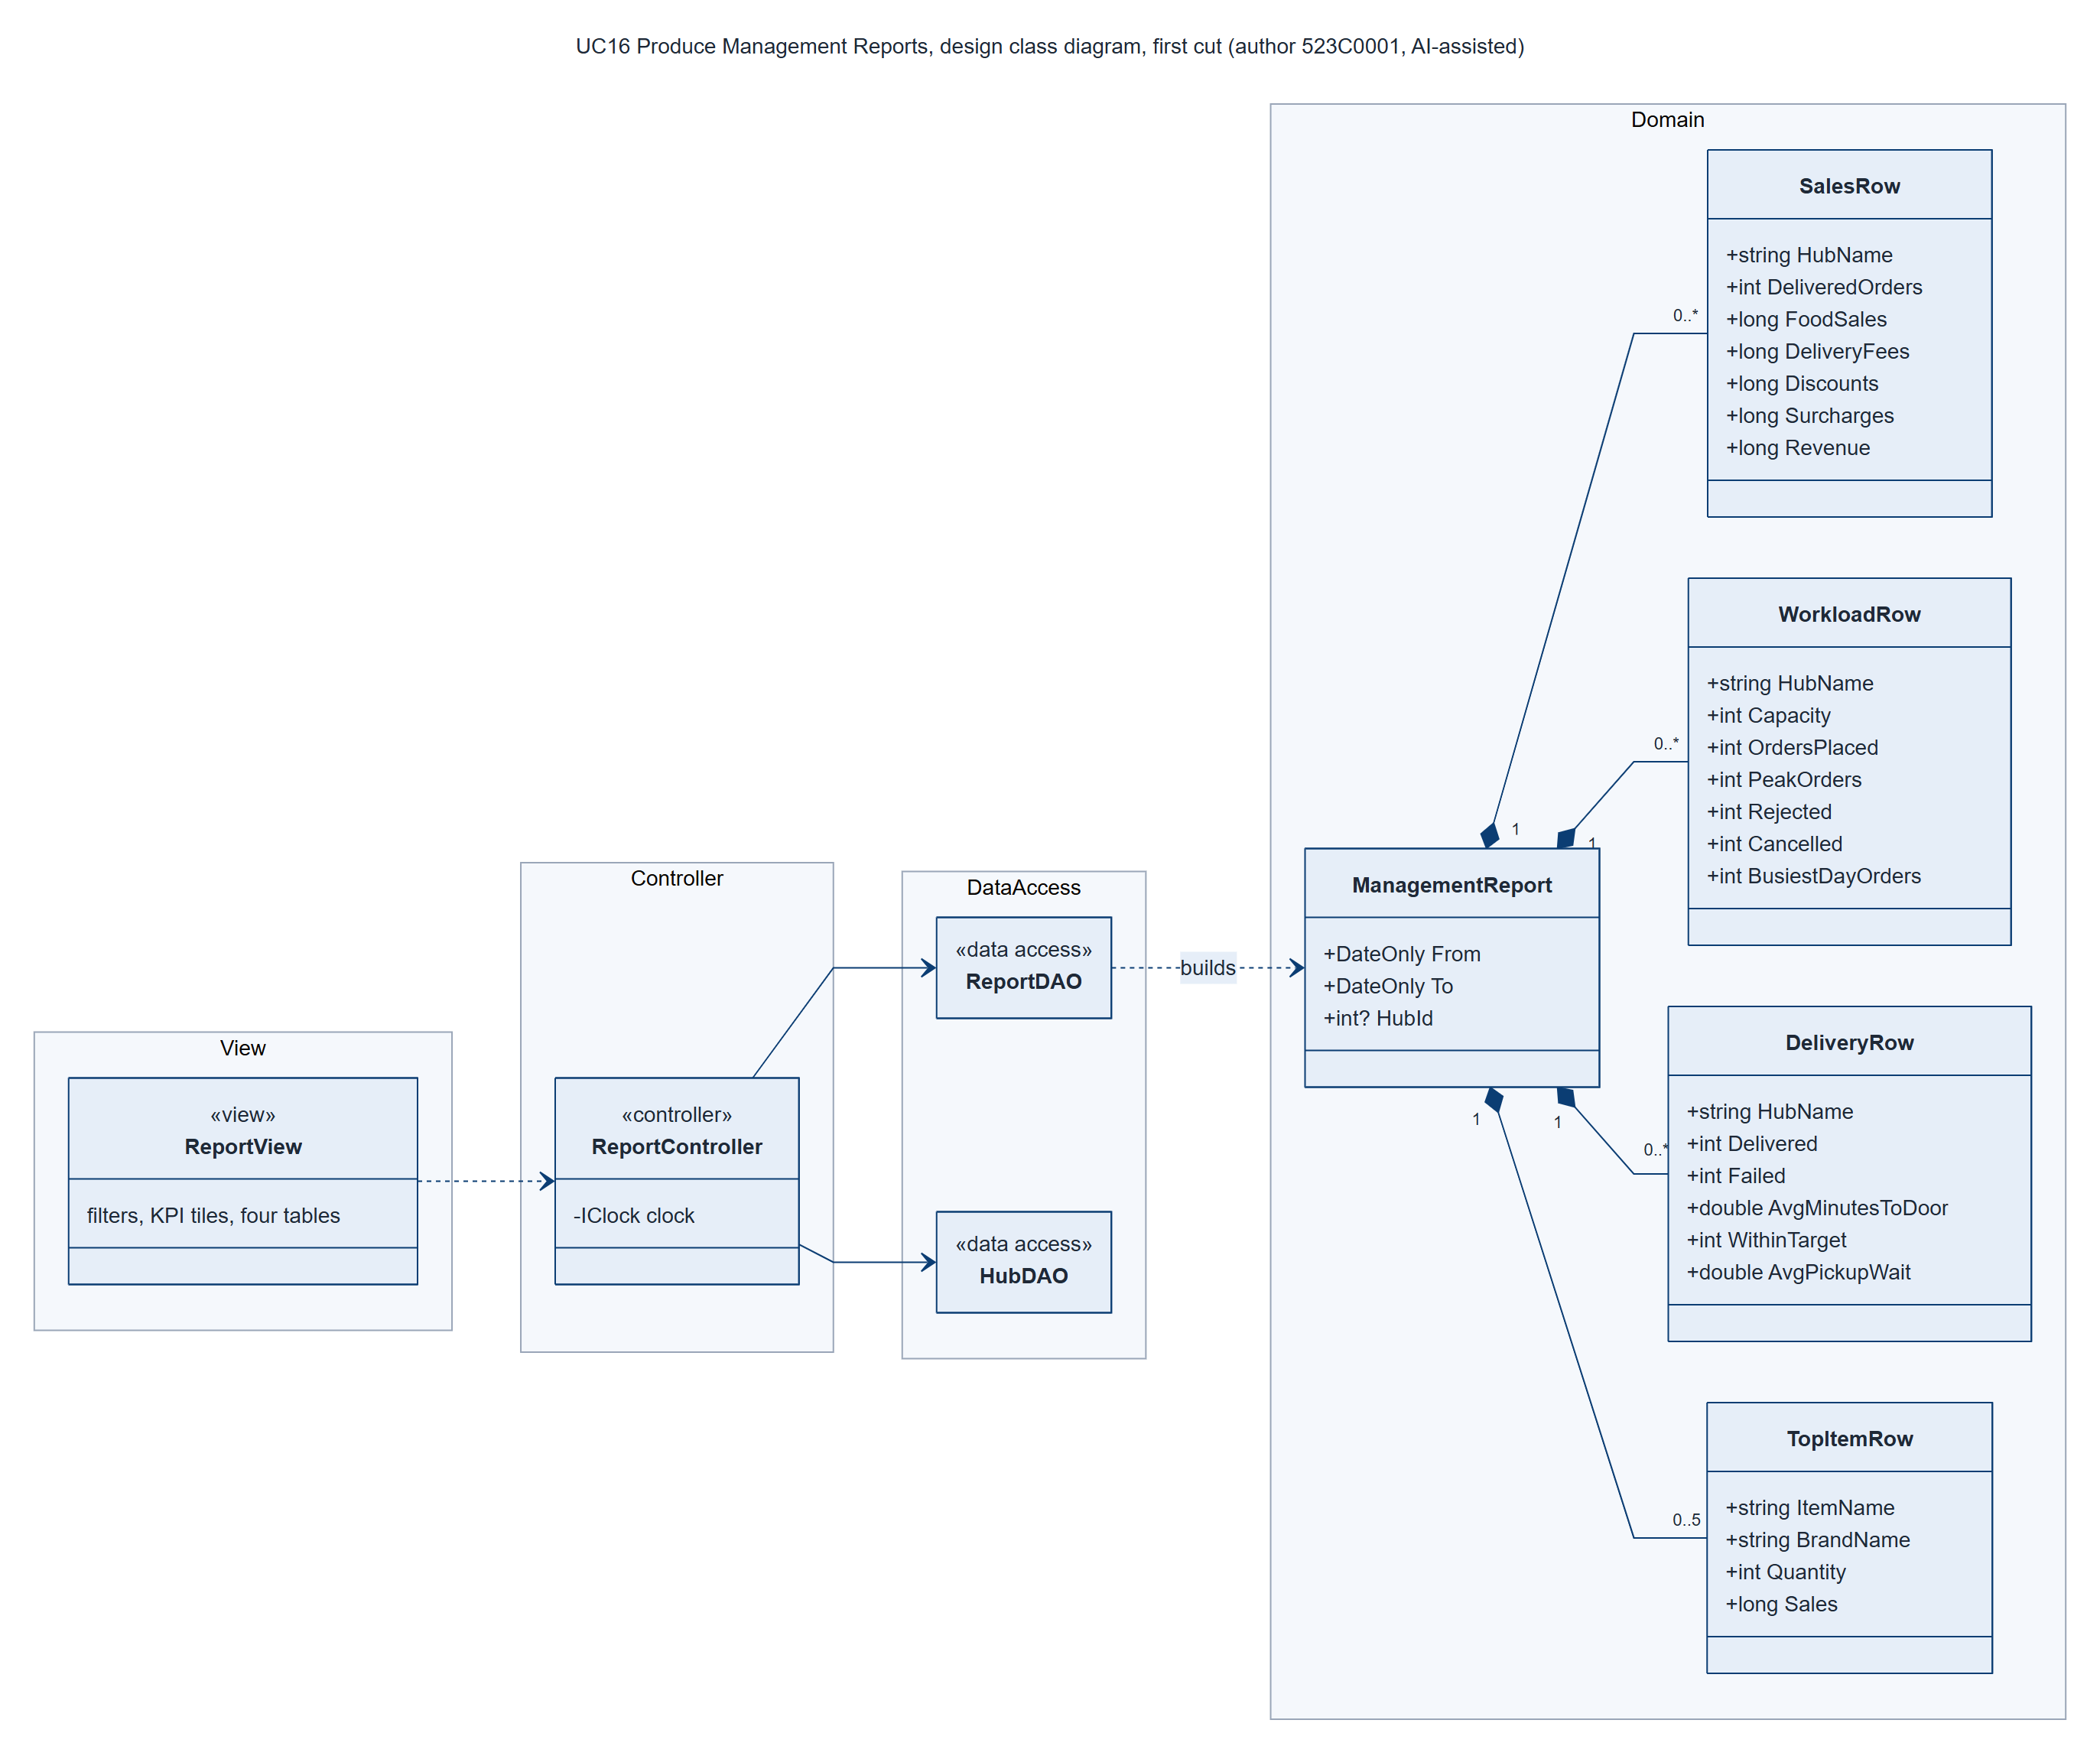 UC16 Produce Management Reports, design class diagram, first cut (author 523C0001, AI-assisted)
View
«view»
ReportView
filters, KPI tiles, four tables
Controller
«controller»
ReportController
-IClock clock
DataAccess
«data access»
ReportDAO
«data access»
HubDAO
builds
Domain
ManagementReport
+DateOnly From
+DateOnly To
+int? HubId
1
1
1
1
0..*
SalesRow
+string HubName
+int DeliveredOrders
+long FoodSales
+long DeliveryFees
+long Discounts
+long Surcharges
+long Revenue
0..*
WorkloadRow
+string HubName
+int Capacity
+int OrdersPlaced
+int PeakOrders
+int Rejected
+int Cancelled
+int BusiestDayOrders
0..*
DeliveryRow
+string HubName
+int Delivered
+int Failed
+double AvgMinutesToDoor
+int WithinTarget
+double AvgPickupWait
0..5
TopItemRow
+string ItemName
+string BrandName
+int Quantity
+long Sales